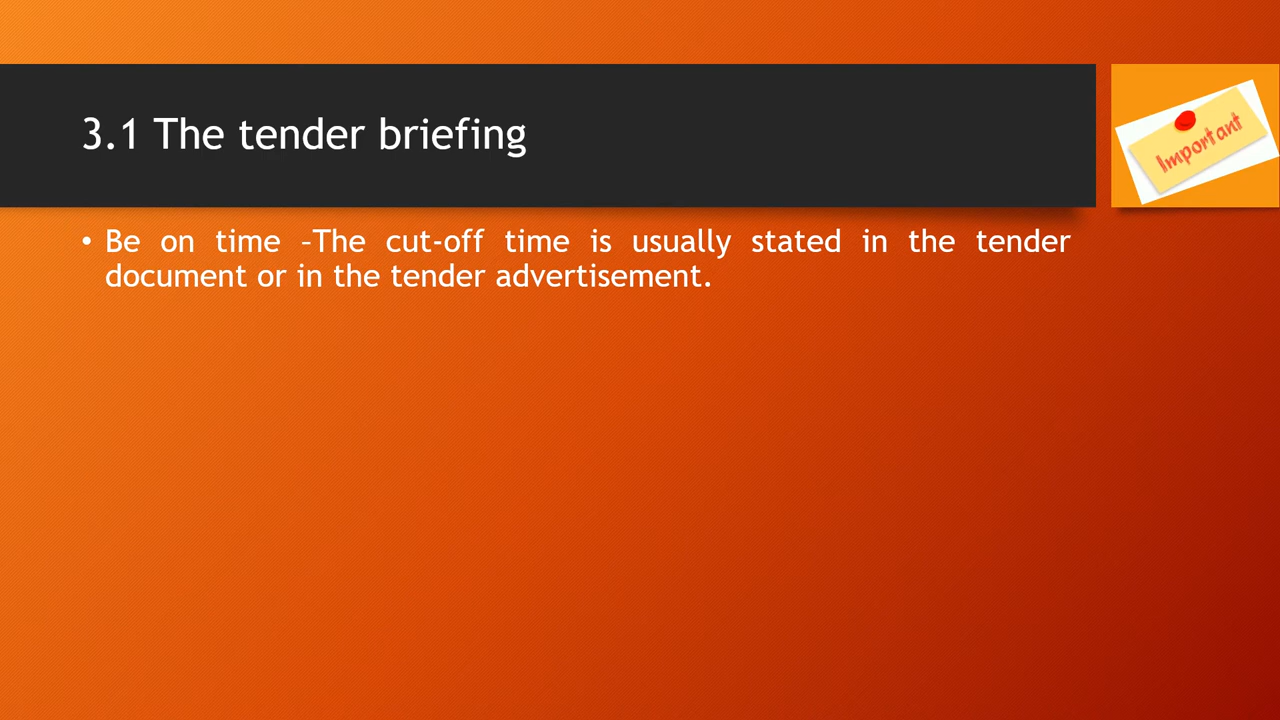 3.1 The tender briefing
Important
• Be on time –The cut-off time is usually stated in the tender
document or in the tender advertisement.